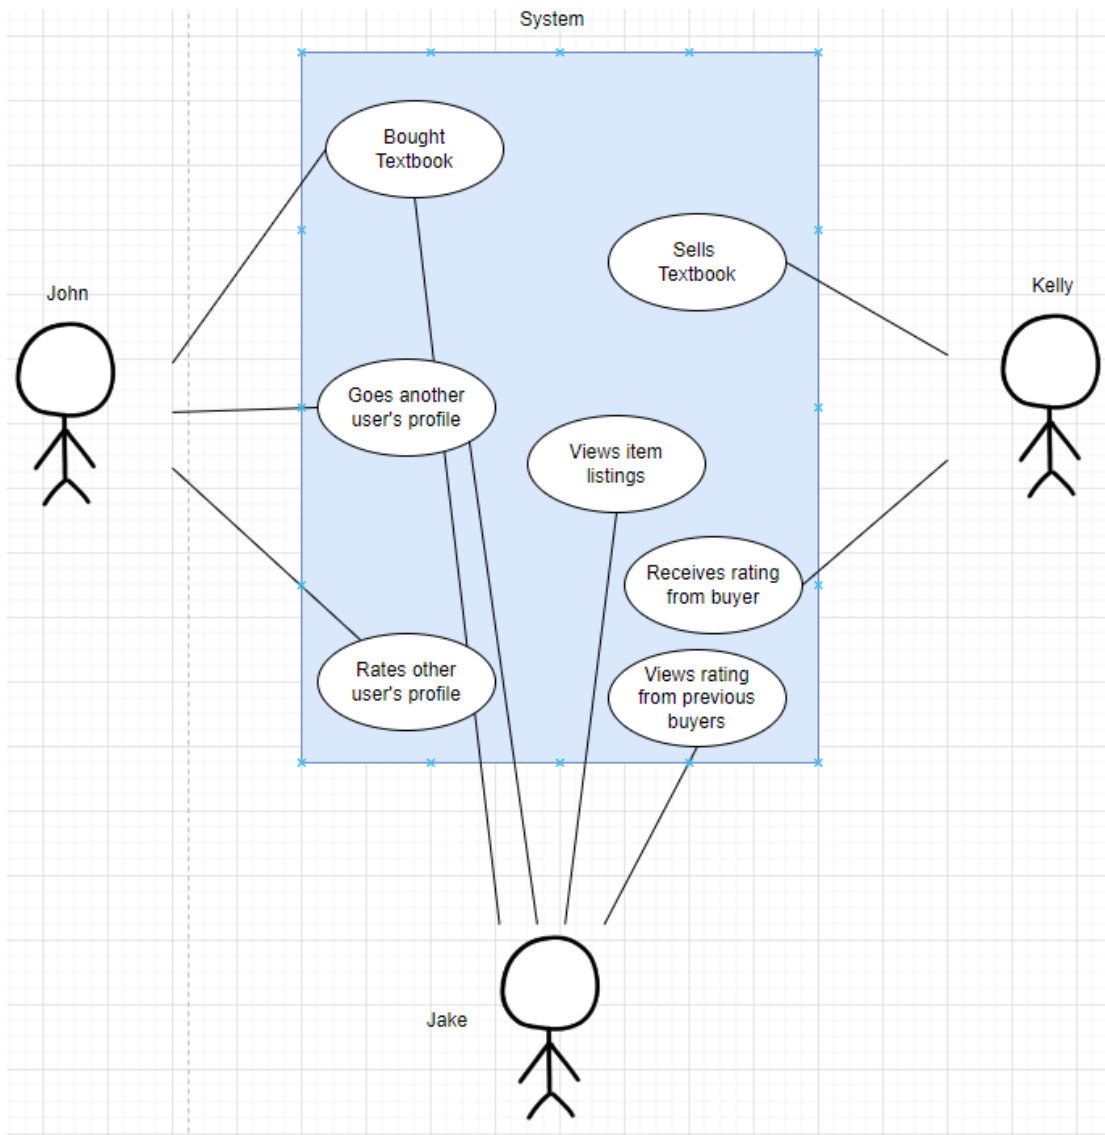 System
Bought
Textbook
Sells
Textbook
John
Kelly
Goes another
user's profile
Views item
listings
Receives rating
from buyer
Rates other
user's profile
Views rating
from previous
buyers
Jake